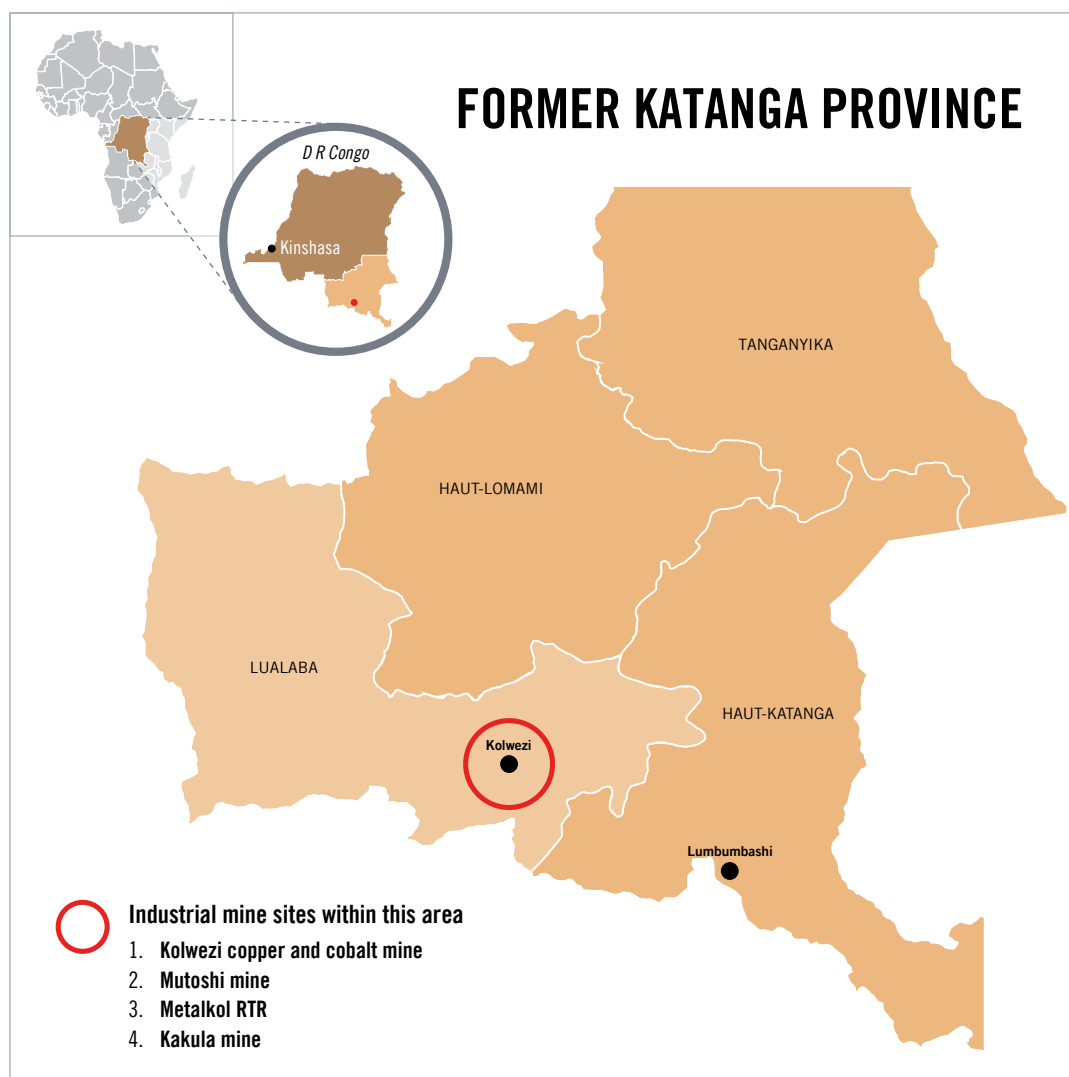 FORMER KATANGA PROVINCE
D R Congo
Kinshasa
TANGANYIKA
HAUT-LOMAMI
LUALABA
HAUT-KATANGA
Kolwezi
Lumbumbashi
Industrial mine sites within this area
1. Kolwezi copper and cobalt mine
2. Mutoshi mine
3. Metalkol RTR
4. Kakula mine